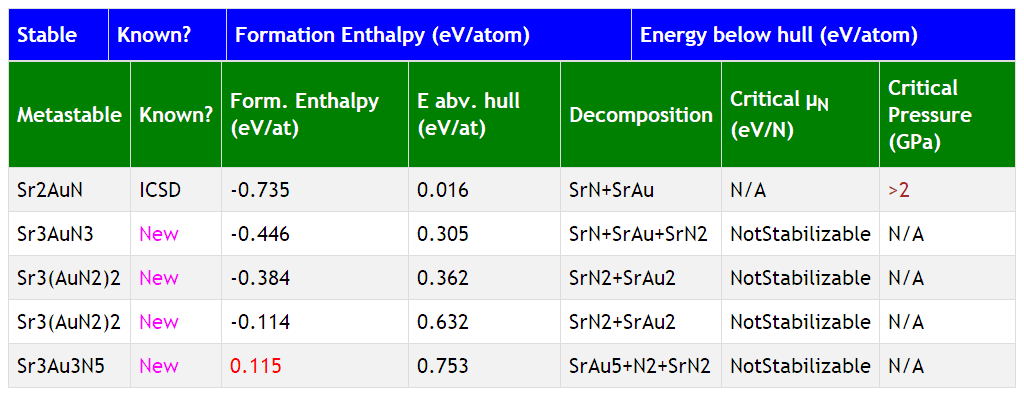 Stable Known? Formation Enthalpy (eV/atom) Energy below hull (eV/atom)
Metastable Known? Form. Enthalpy (eV/at) E abv. hull (eV/at) Decomposition Critical μN (eV/N) Critical Pressure (GPa)
Sr2AuN ICSD -0.735 0.016 SrN+SrAu N/A >2
Sr3AuN3 New -0.446 0.305 SrN+SrAu+SrN2 NotStabilizable N/A
Sr3(AuN2)2 New -0.384 0.362 SrN2+SrAu2 NotStabilizable N/A
Sr3(AuN2)2 New -0.114 0.632 SrN2+SrAu2 NotStabilizable N/A
Sr3Au3N5 New 0.115 0.753 SrAu5+N2+SrN2 NotStabilizable N/A